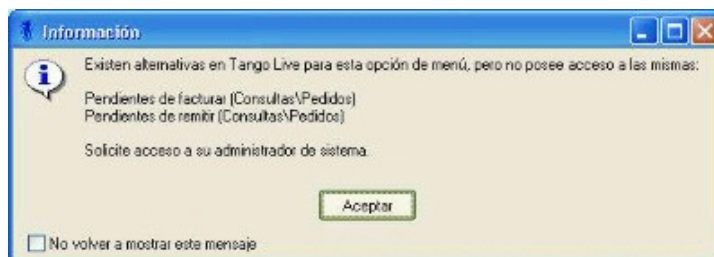 Información
Existen alternativas en Tango Live para esta opción de menú, pero no posee acceso a las mismas:
Pendientes de facturar (Consultas\Pedidos)
Pendientes de remitir (Consultas\Pedidos)
Solicite acceso a su administrador de sistema.
Aceptar
No volver a mostrar este mensaje